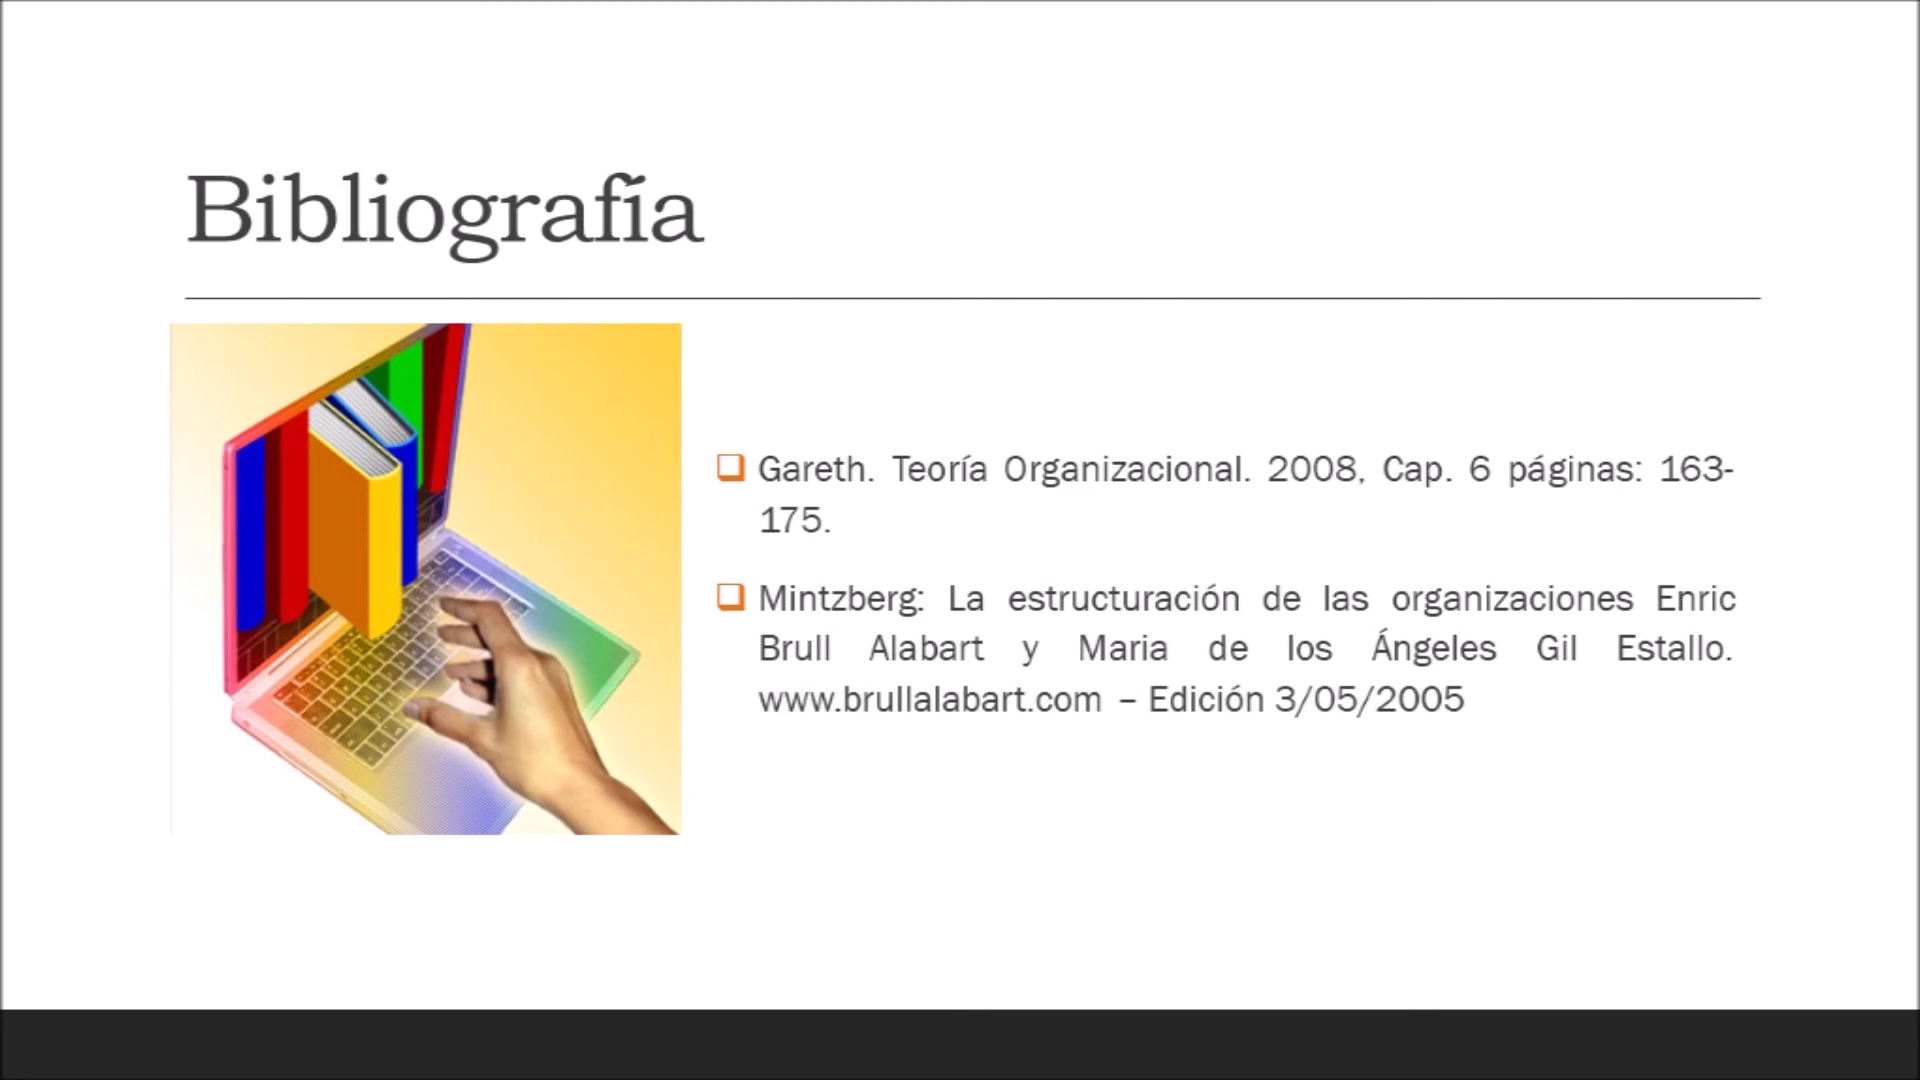 Bibliografía
Gareth. Teoría Organizacional. 2008, Cap. 6 páginas: 163-
175.
Mintzberg: La estructuración de las organizaciones Enric
Brull Alabart y Maria de los Ángeles Gil Estallo.
www.brullalabart.com – Edición 3/05/2005